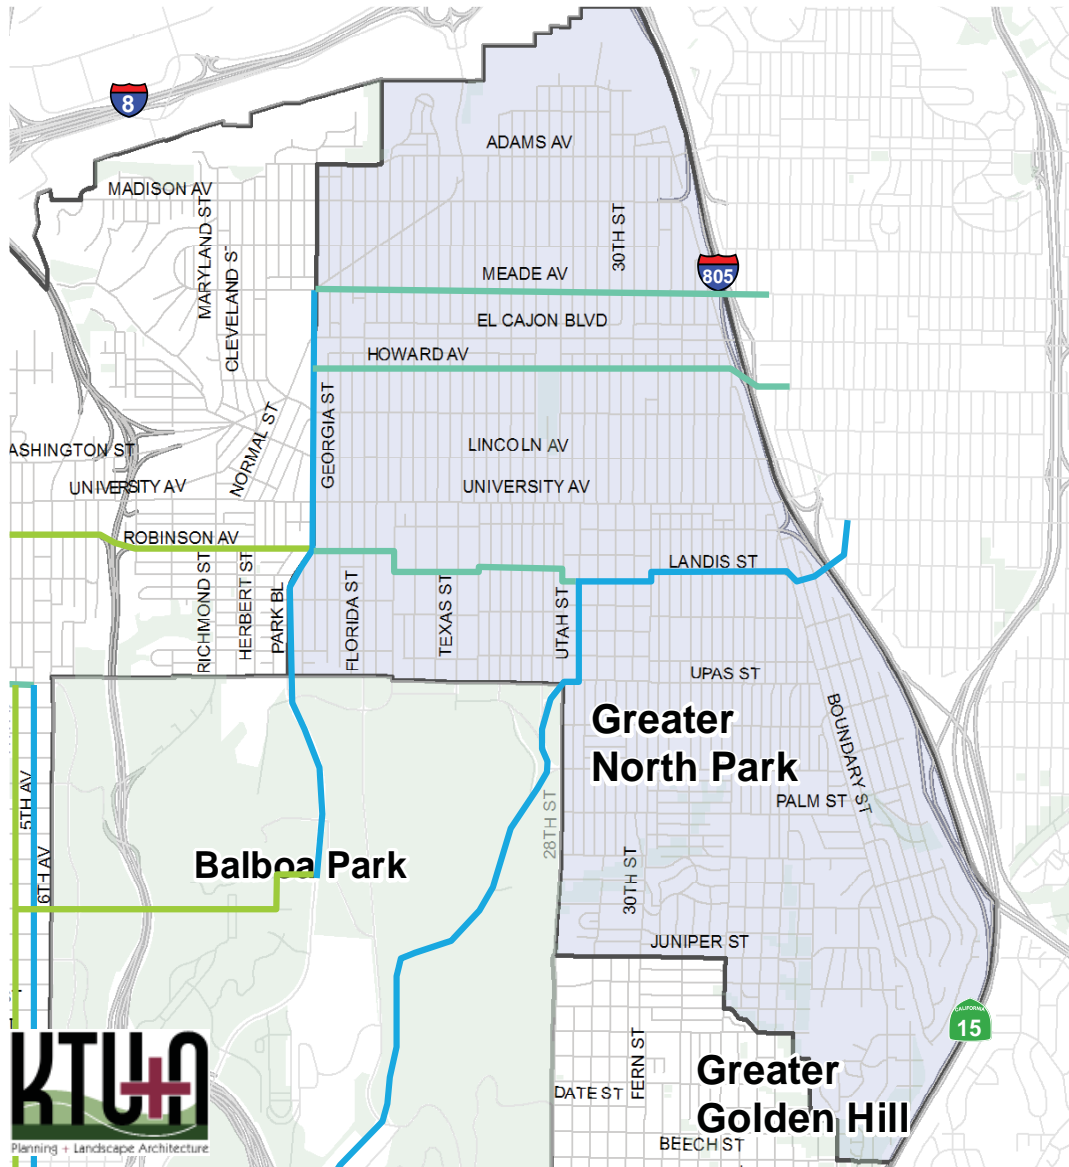 8
ADAMS AV
MADISON AV
MARYLAND ST
30TH ST
CLEVELAND S
MEADE AV
805
EL CAJON BLVD
HOWARD AV
GEORGIA ST
NORMAL ST
ASHINGTON ST
LINCOLN AV
UNIVERSITY AV
UNIVERSITY AV
ROBINSON AV
LANDIS ST
RICHMOND ST
HERBERT ST
PARK BL
FLORIDA ST
TEXAS ST
UTAH ST
UPAS ST
Greater
North Park
BOUNDARY ST
5TH AV
PALM ST
28TH ST
Balboa Park
6TH AV
30TH ST
JUNIPER ST
CALIFORNIA
15
KTU+A
Planning + Landscape Architecture
FERN ST
Greater
Golden Hill
DATE ST
BEECH ST